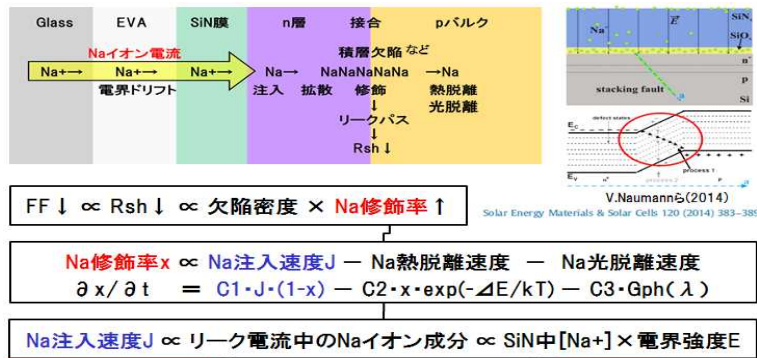 Glass EVA SiN膜 n層 接合 pバルク
Naイオン電流
積層欠陥 など
Na+→ Na+→ Na+→ Na→ NaNaNaNaNa →Na
電界ドリフト
注入 拡散 修飾 熱脱離
光脱離
↓
リークパス
↓
Rsh↓
Na+
E
SiN
SiO
n+
p
Si
stacking fault
a
defect states
Ec
Ev
process 1
process 2
p
a
V.Naumannら(2014)
Solar Energy Materials & Solar Cells 120 (2014) 383–389
FF↓ ∝ Rsh↓ ∝ 欠陥密度 × Na修飾率↑
Na修飾率x ∝ Na注入速度J − Na熱脱離速度 − Na光脱離速度
∂x/∂t = C1・J・(1-x) − C2・x・exp(-⊿E/kT) − C3・Gph(λ)
Na注入速度J ∝ リーク電流中のNaイオン成分 ∝ SiN中[Na+]×電界強度E